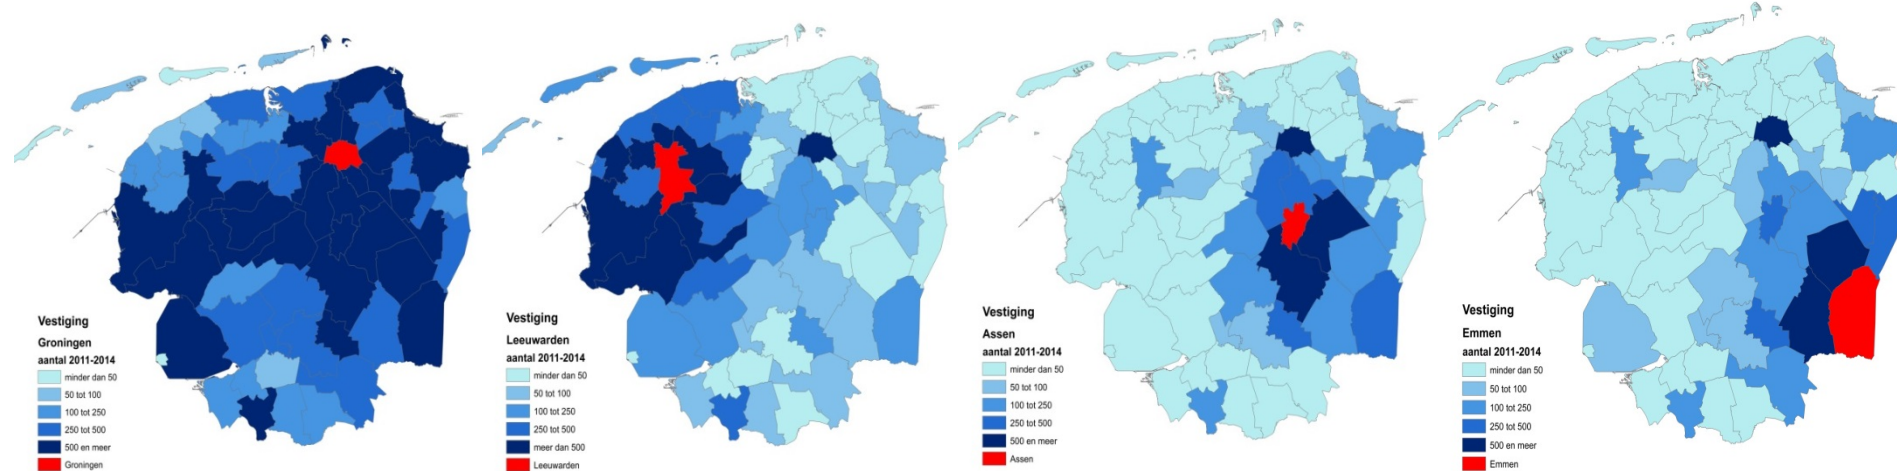 Vestiging
Groningen
aantal 2011-2014
minder dan 50
50 tot 100
100 tot 250
250 tot 500
500 en meer
Groningen
Vestiging
Leeuwarden
aantal 2011-2014
minder dan 50
50 tot 100
100 tot 250
250 tot 500
meer dan 500
Leeuwarden
Vestiging
Assen
aantal 2011-2014
minder dan 50
50 tot 100
100 tot 250
250 tot 500
500 en meer
Assen
Vestiging
Emmen
aantal 2011-2014
minder dan 50
50 tot 100
100 tot 250
250 tot 500
500 en meer
Emmen